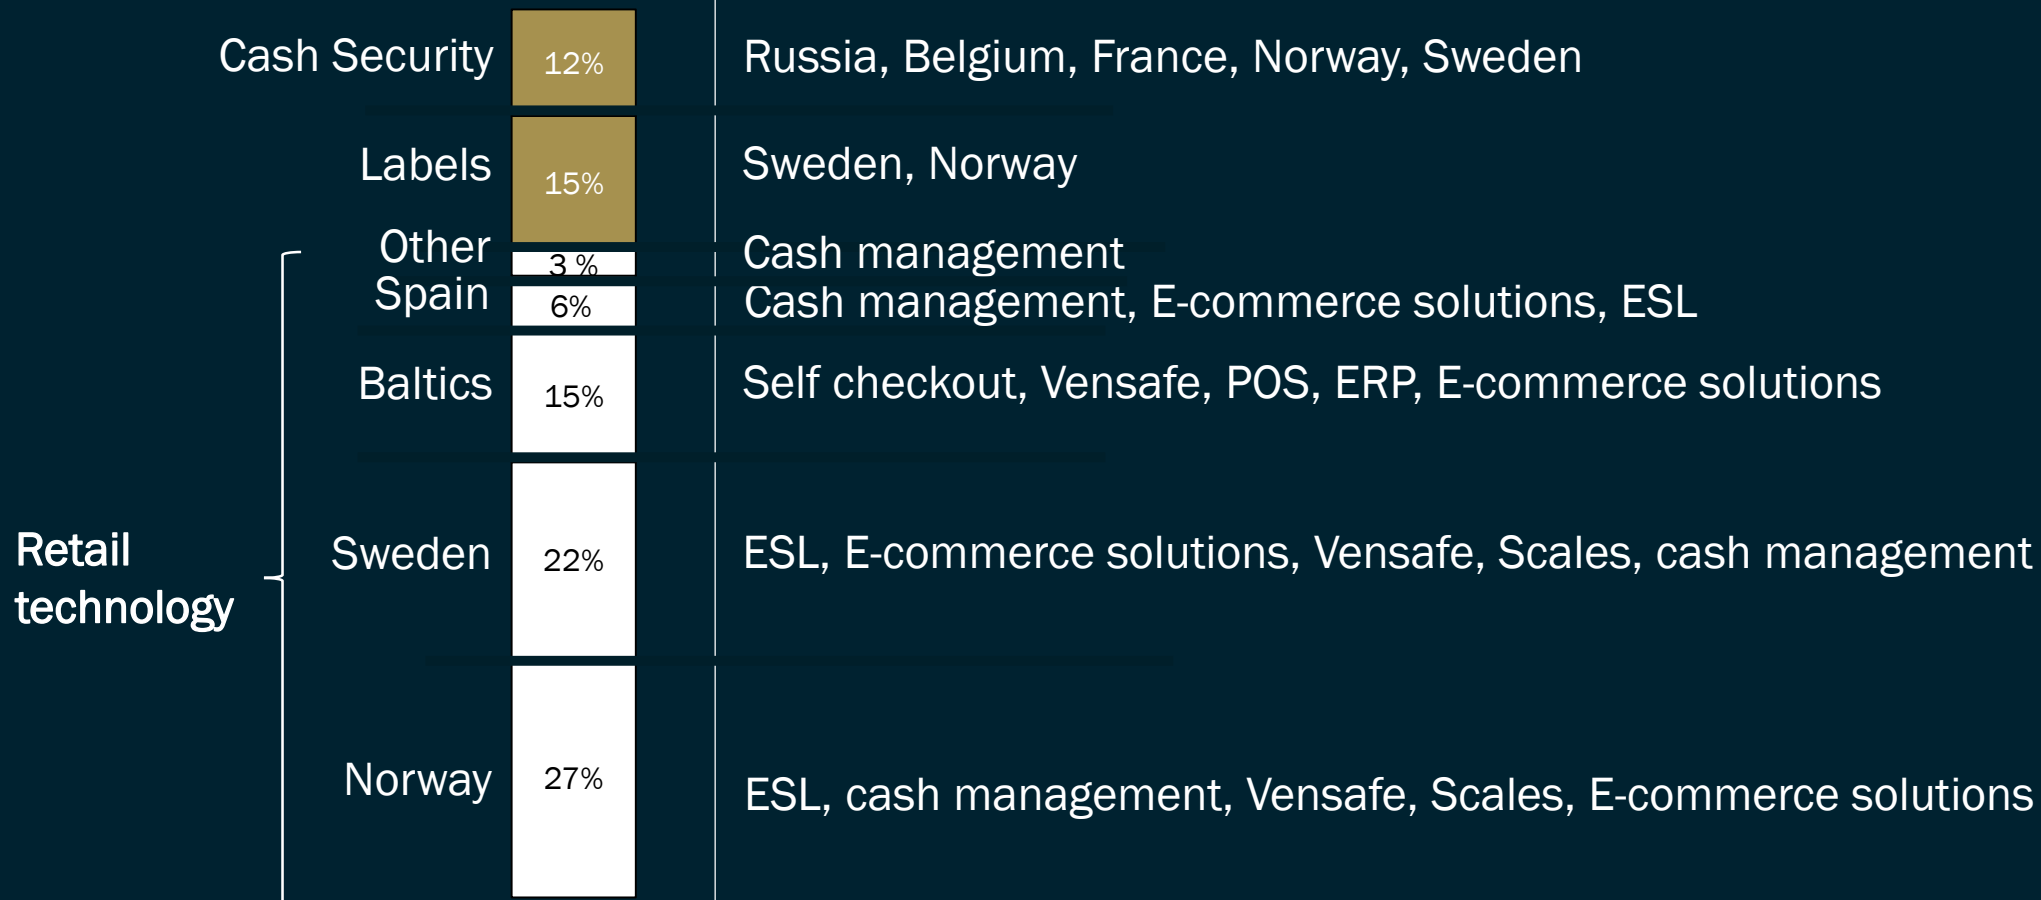 Cash Security 12% Russia, Belgium, France, Norway, Sweden
Labels 15% Sweden, Norway
Other 3 % Cash management
Spain 6% Cash management, E-commerce solutions, ESL
Baltics 15% Self checkout, Vensafe, POS, ERP, E-commerce solutions
Retail
technology
Sweden 22% ESL, E-commerce solutions, Vensafe, Scales, cash management
Norway 27% ESL, cash management, Vensafe, Scales, E-commerce solutions